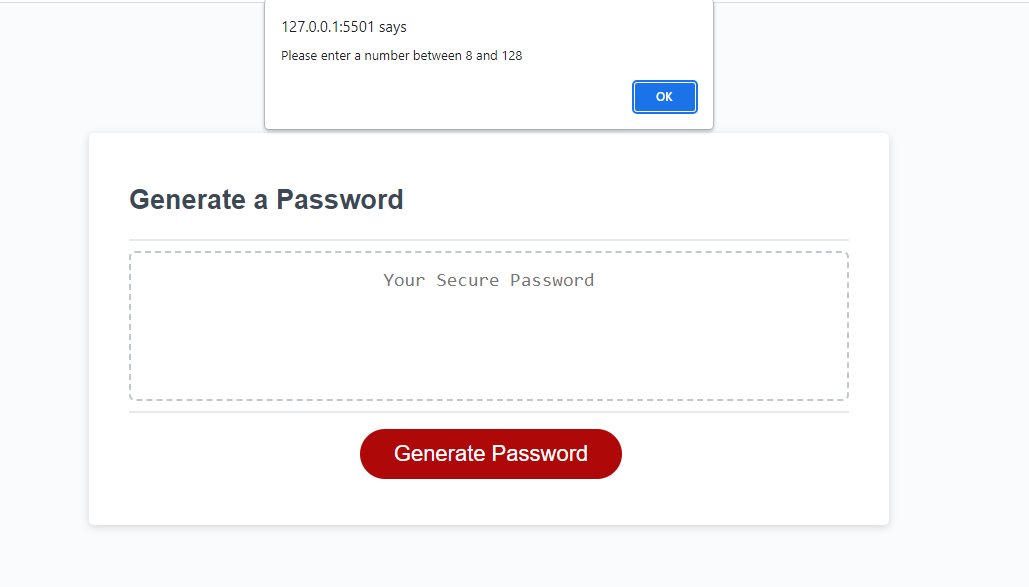 127.0.0.1:5501 says
Please enter a number between 8 and 128
OK
Generate a Password
Your Secure Password
Generate Password